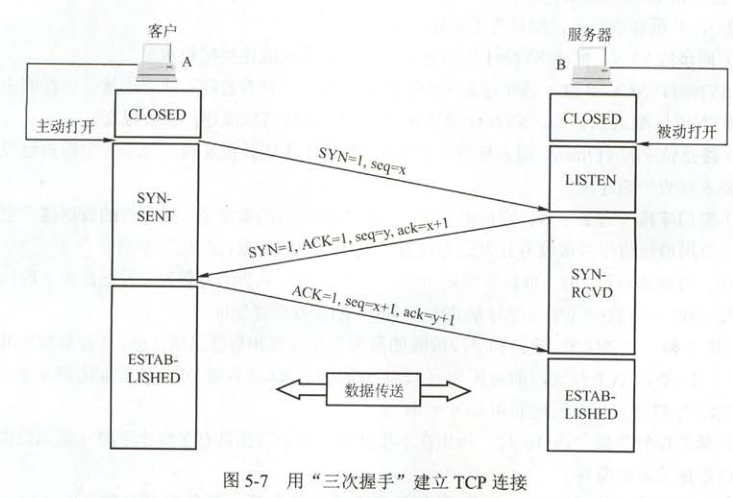 客户
服务器
A
B
CLOSED
CLOSED
主动打开
被动打开
SYN=1, seq=x
LISTEN
SYN-
SENT
SYN=1, ACK=1, seq=y, ack=x+1
SYN-
RCVD
ACK=1, seq=x+1, ack=y+1
ESTAB-
LISHED
数据传送
ESTAB-
LISHED
图 5-7 用“三次握手”建立 TCP 连接